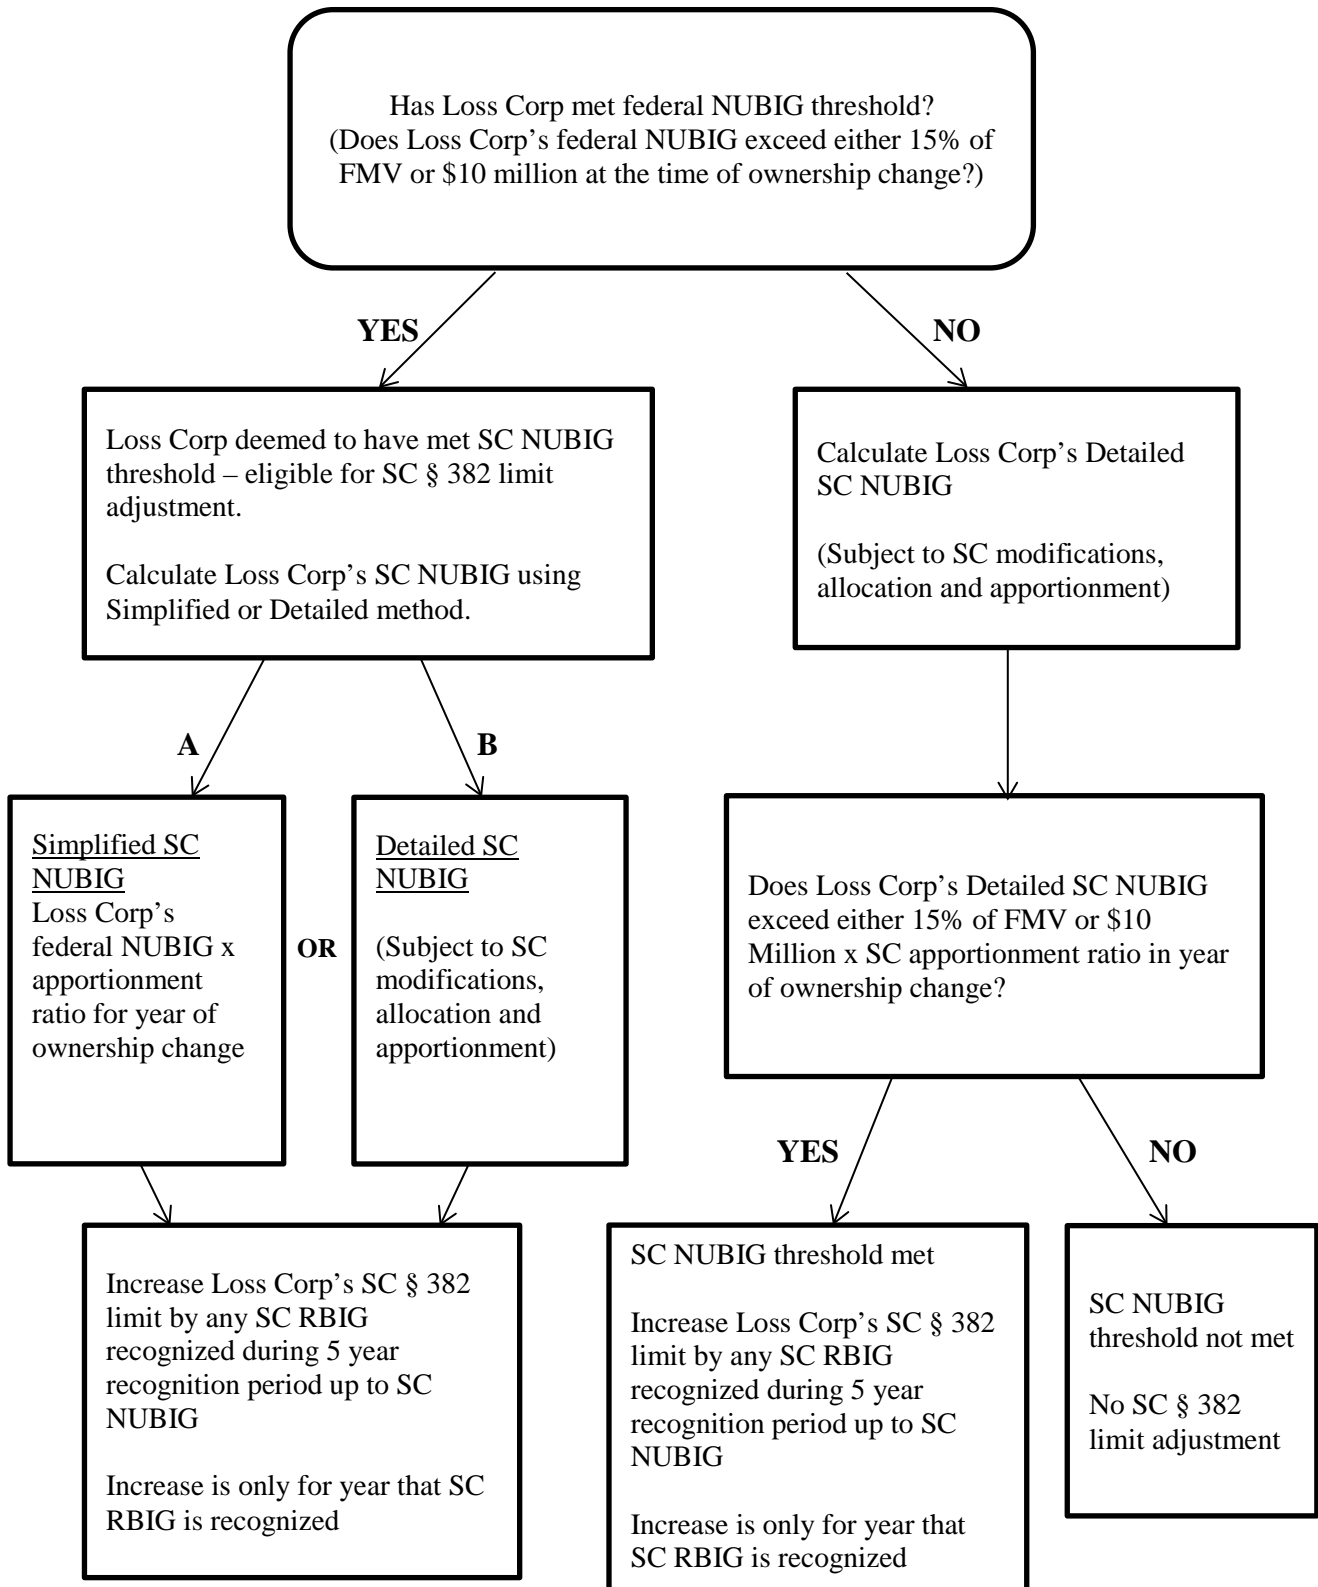 Has Loss Corp met federal NUBIG threshold?
(Does Loss Corp’s federal NUBIG exceed either 15% of
FMV or $10 million at the time of ownership change?)
YES
NO
Loss Corp deemed to have met SC NUBIG
threshold – eligible for SC § 382 limit
adjustment.
Calculate Loss Corp’s SC NUBIG using
Simplified or Detailed method.
Calculate Loss Corp’s Detailed
SC NUBIG
(Subject to SC modifications,
allocation and apportionment)
A
B
Simplified SC
NUBIG
Loss Corp’s
federal NUBIG x
apportionment
ratio for year of
ownership change
OR
Detailed SC
NUBIG
(Subject to SC
modifications,
allocation and
apportionment)
Does Loss Corp’s Detailed SC NUBIG
exceed either 15% of FMV or $10
Million x SC apportionment ratio in year
of ownership change?
YES
NO
Increase Loss Corp’s SC § 382
limit by any SC RBIG
recognized during 5 year
recognition period up to SC
NUBIG
Increase is only for year that SC
RBIG is recognized
SC NUBIG threshold met
Increase Loss Corp’s SC § 382
limit by any SC RBIG
recognized during 5 year
recognition period up to SC
NUBIG
Increase is only for year that
SC RBIG is recognized
SC NUBIG
threshold not met
No SC § 382
limit adjustment